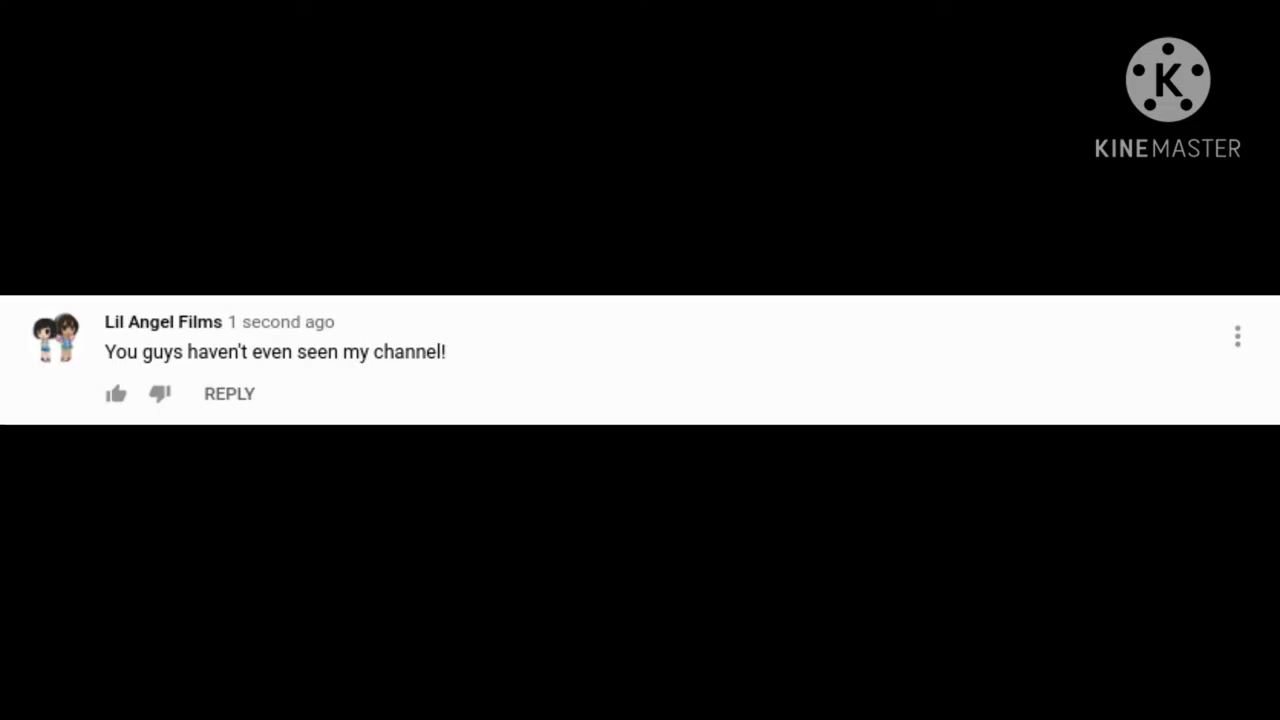 K
KINEMASTER
Lil Angel Films 1 second ago
You guys haven't even seen my channel!
REPLY